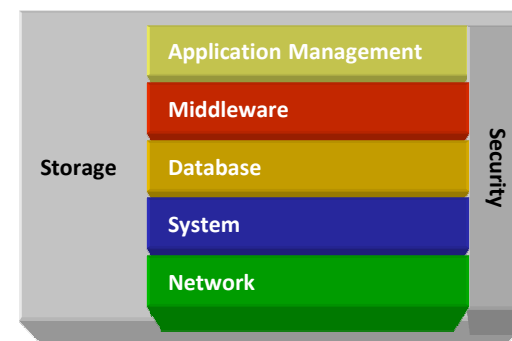 Application Management
Middleware
Storage
Database
System
Network
Security